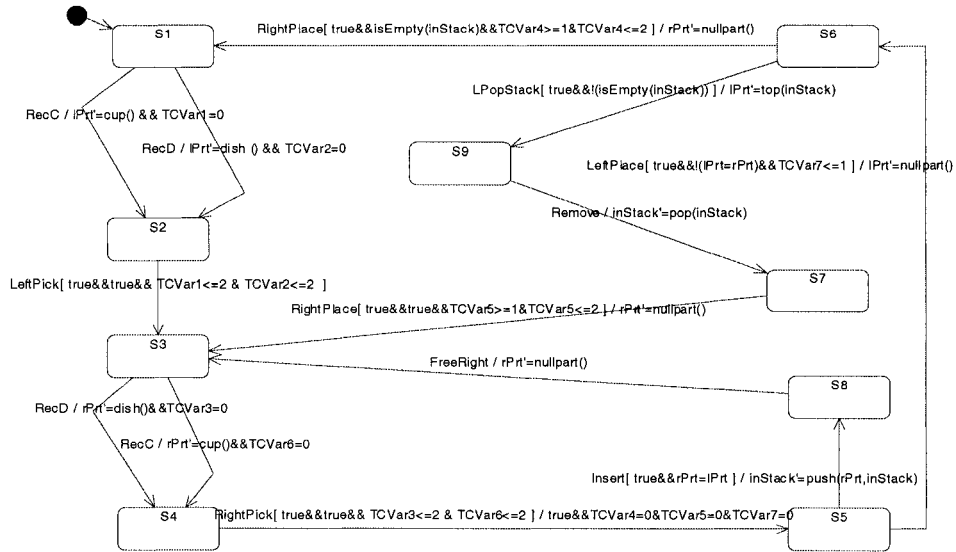 S1
RightPlace[ true&&isEmpty(inStack)&&TCVar4>=1&TCVar4<=2 ] / rPrt'=nullpart()
S6
LPopStack[ true&&!(isEmpty(inStack)) ] / lPrt'=top(inStack)
RecC / lPrt'=cup() && TCVar1=0
RecD / lPrt'=dish () && TCVar2=0
S9
LeftPlace[ true&&!(lPrt=rPrt)&&TCVar7<=1 ] / lPrt'=nullpart()
Remove / inStack'=pop(inStack)
S2
LeftPick[ true&&true&& TCVar1<=2 & TCVar2<=2 ]
S7
RightPlace[ true&&true&&TCVar5>=1&TCVar5<=2 ] / rPrt'=nullpart()
S3
FreeRight / rPrt'=nullpart()
S8
RecD / rPrt'=dish()&&TCVar3=0
RecC / rPrt'=cup()&&TCVar6=0
Insert[ true&&rPrt=lPrt ] / inStack'=push(rPrt,inStack)
S4
RightPick[ true&&true&& TCVar3<=2 & TCVar6<=2 ] / true&&TCVar4=0&TCVar5=0&TCVar7=0
S5